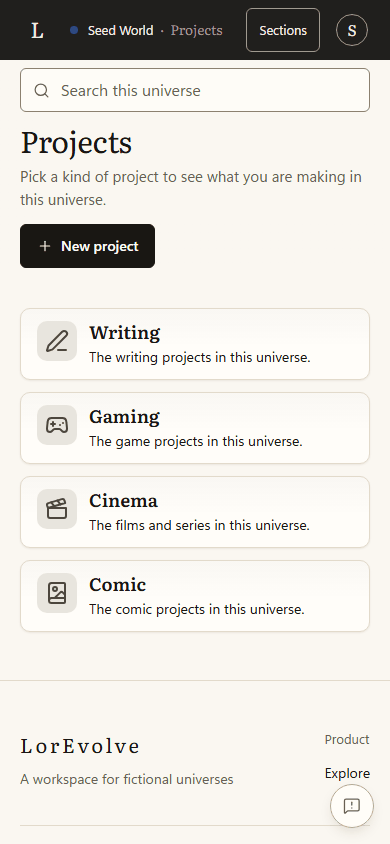 L
Seed World · Projects
Sections
S
Search this universe
Projects
Pick a kind of project to see what you are making in
this universe.
New project
Writing
The writing projects in this universe.
Gaming
The game projects in this universe.
Cinema
The films and series in this universe.
Comic
The comic projects in this universe.
LorEvolve
A workspace for fictional universes
Product
Explore